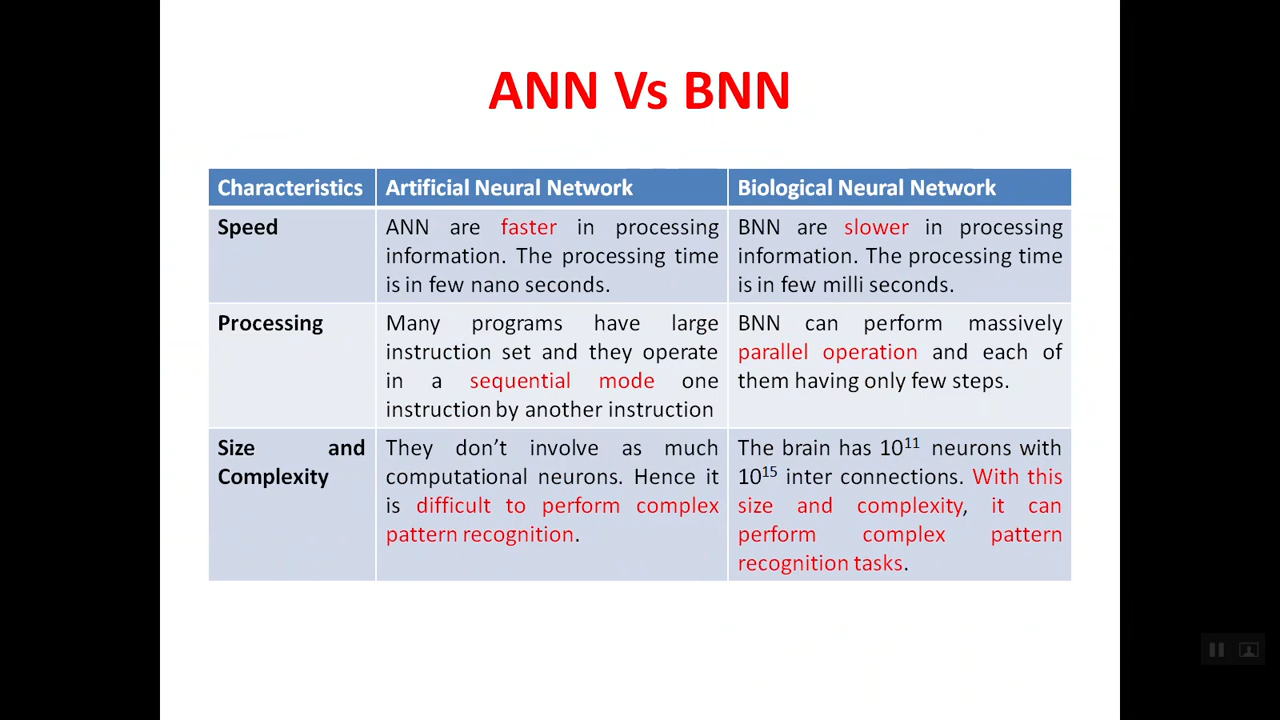 ANN Vs BNN
Characteristics
Artificial Neural Network
Biological Neural Network
Speed
ANN are faster in processing
information. The processing time
is in few nano seconds.
BNN are slower in processing
information. The processing time
is in few milli seconds.
Processing
Many programs have large
instruction set and they operate
in a sequential mode one
instruction by another instruction
BNN can perform massively
parallel operation and each of
them having only few steps.
Size and
Complexity
They don’t involve as much
computational neurons. Hence it
is difficult to perform complex
pattern recognition.
The brain has 10¹¹ neurons with
10¹⁵ inter connections. With this
size and complexity, it can
perform complex pattern
recognition tasks.